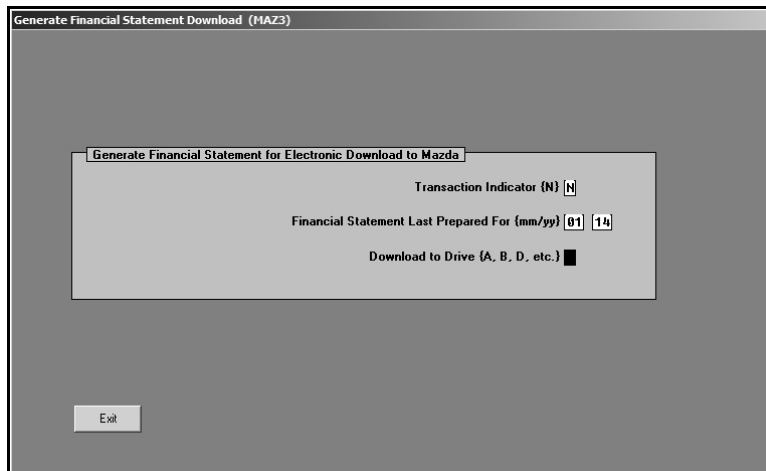 Generate Financial Statement Download (MAZ3)
Generate Financial Statement for Electronic Download to Mazda
Transaction Indicator {N} N
Financial Statement Last Prepared For {mm/yy} 01 14
Download to Drive {A, B, D, etc.}
Exit